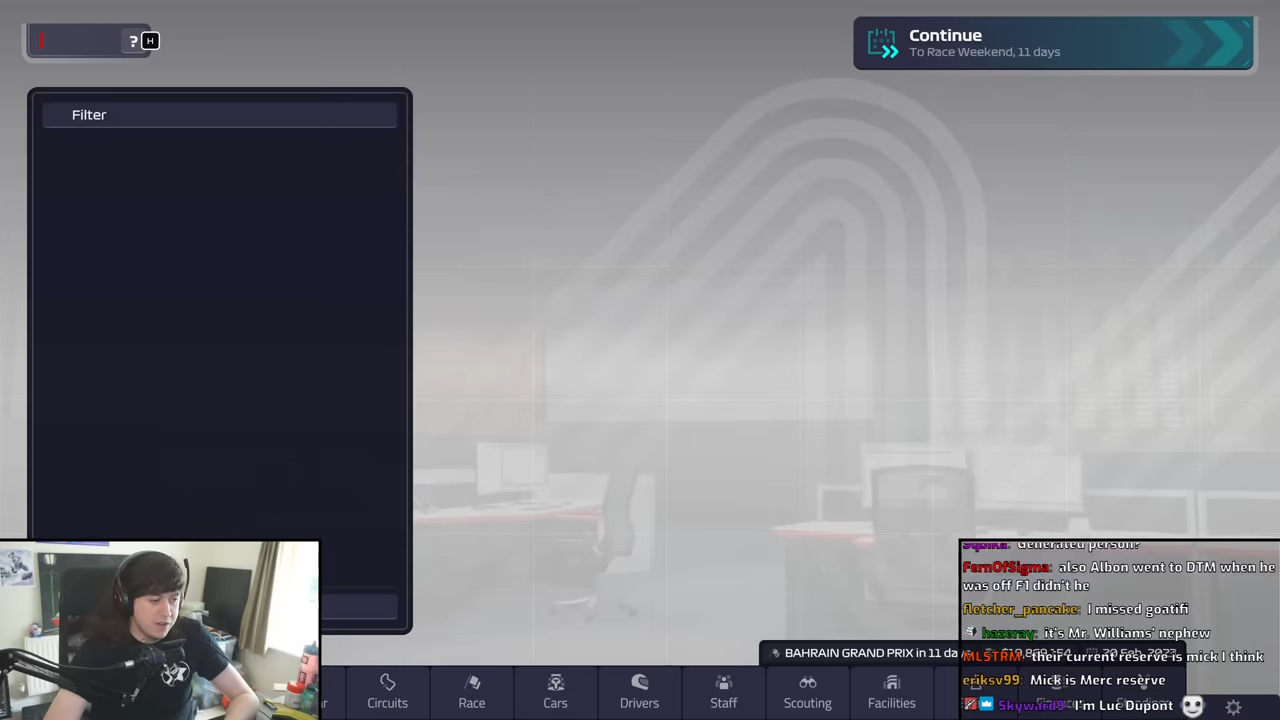 ? H
Continue
To Race Weekend, 11 days
Filter
Generated person?
FernOfSigma: also Albon went to DTM when he
was off F1 didn't he
fletcher_pancake: I missed goatifi
hazeray: it's Mr. Williams' nephew
BAHRAIN GRAND PRIX in 11
MLSTRM: their current reserve is mick I think
eriksv99: Mick is Merc reserve
Skyward9: I'm Luc Dupont
Circuits
Race
Cars
Drivers
Staff
Scouting
Facilities